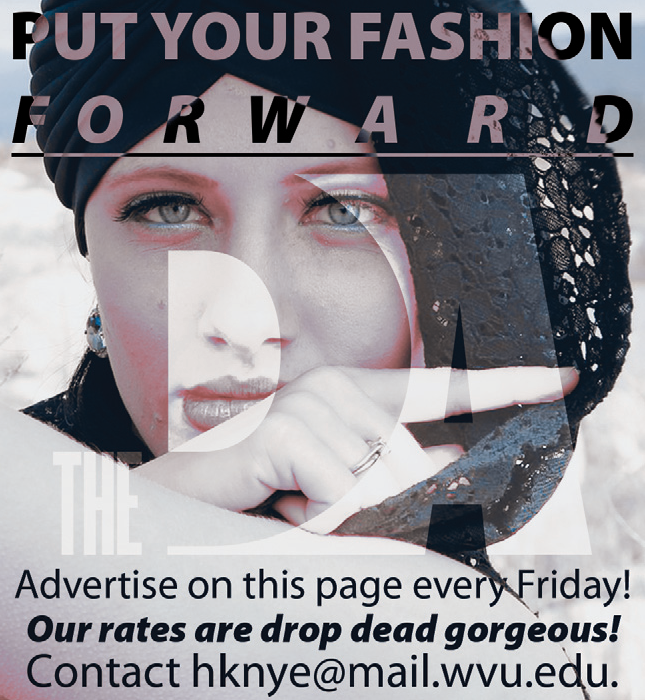 PUT YOUR FASHION
FORWARD
THE DA
Advertise on this page every Friday!
Our rates are drop dead gorgeous!
Contact hknye@mail.wvu.edu.